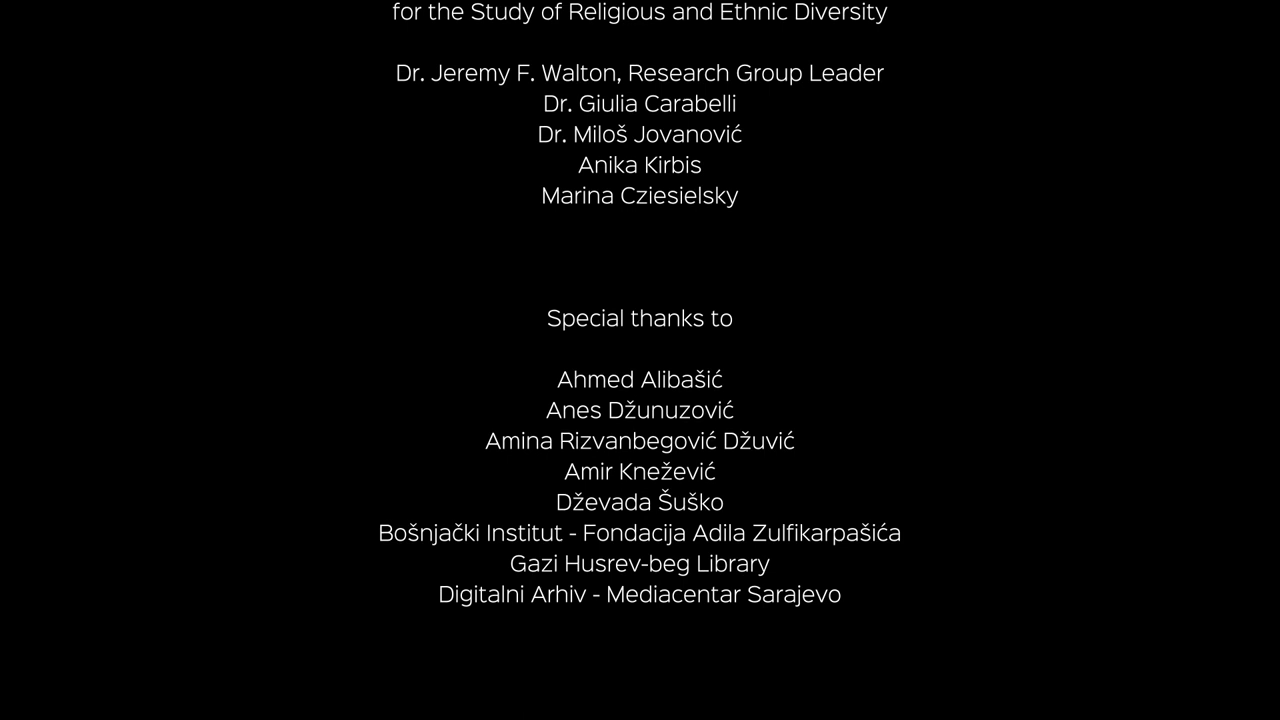 for the Study of Religious and Ethnic Diversity
Dr. Jeremy F. Walton, Research Group Leader
Dr. Giulia Carabelli
Dr. Miloš Jovanović
Anika Kirbis
Marina Cziesielsky
Special thanks to
Ahmed Alibašić
Anes Džunuzović
Amina Rizvanbegović Džuvić
Amir Knežević
Dževada Šuško
Bošnjački Institut - Fondacija Adila Zulfikarpašića
Gazi Husrev-beg Library
Digitalni Arhiv - Mediacentar Sarajevo